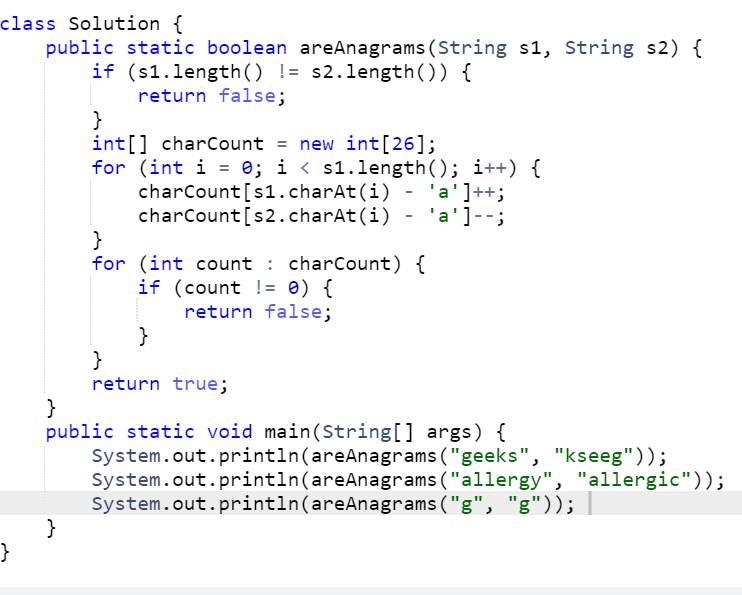 class Solution {
    public static boolean areAnagrams(String s1, String s2) {
        if (s1.length() != s2.length()) {
            return false;
        }
        int[] charCount = new int[26];
        for (int i = 0; i < s1.length(); i++) {
            charCount[s1.charAt(i) - 'a']++;
            charCount[s2.charAt(i) - 'a']--;
        }
        for (int count : charCount) {
            if (count != 0) {
                return false;
            }
        }
        return true;
    }
    public static void main(String[] args) {
        System.out.println(areAnagrams("geeks", "kseeg"));
        System.out.println(areAnagrams("allergy", "allergic"));
        System.out.println(areAnagrams("g", "g"));
    }
}